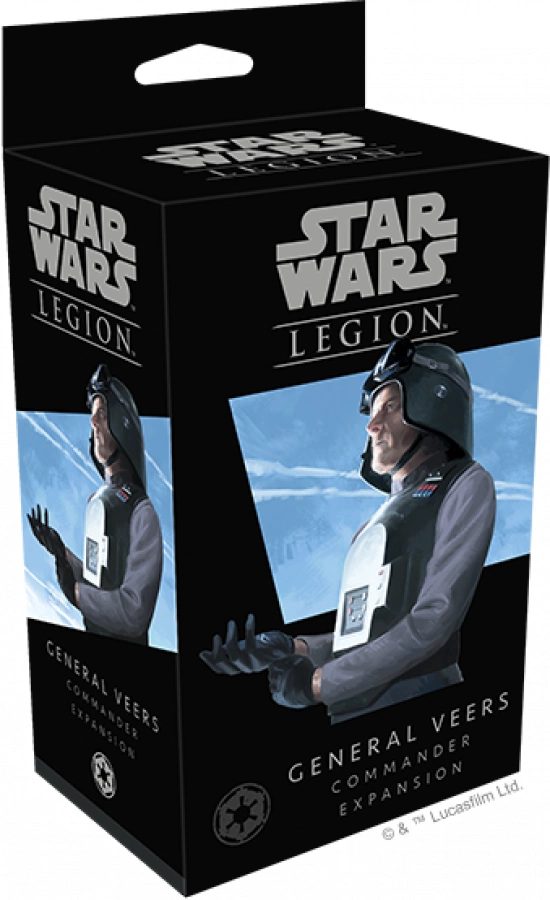 STAR
WARS
LEGION
STAR
WARS
LEGION
GENERAL VEERS
COMMANDER
EXPANSION
STAR
WARS
LEGION
GENERAL VEERS
COMMANDER
EXPANSION
© & ™ Lucasfilm Ltd.